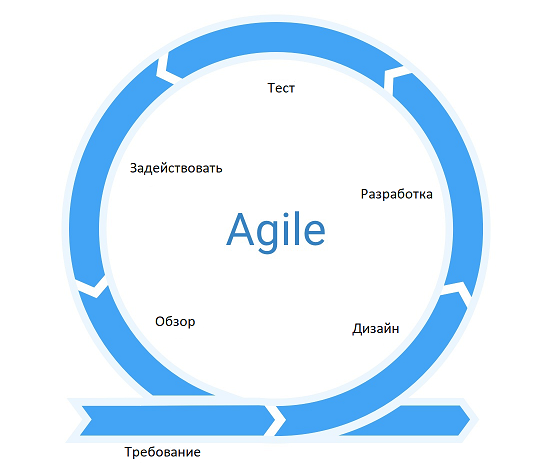 Тест
Задействовать
Разработка
Agile
Обзор
Дизайн
Требование